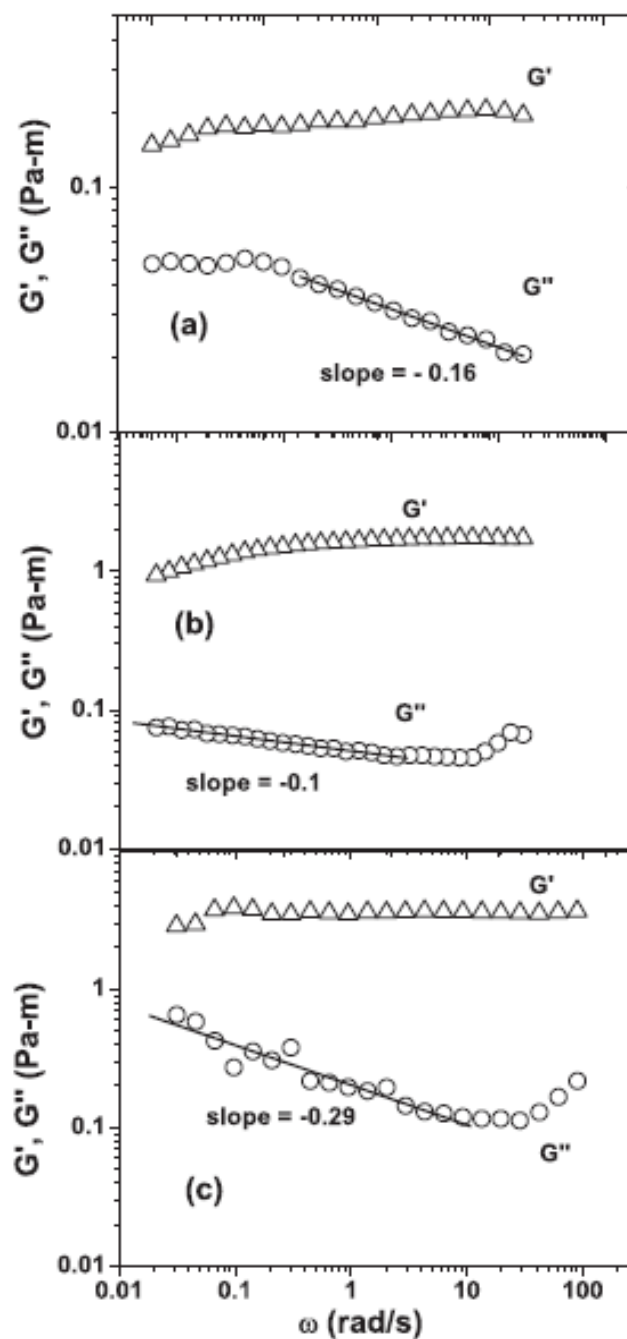 G'
G', G'' (Pa-m)
0.1
G''
(a)
slope = - 0.16
0.01
G'
G', G'' (Pa-m)
1
(b)
G''
0.1
slope = -0.1
0.01
G'
G', G'' (Pa-m)
1
slope = -0.29
0.1
G''
(c)
0.01
0.01 0.1 1 10 100
ω (rad/s)